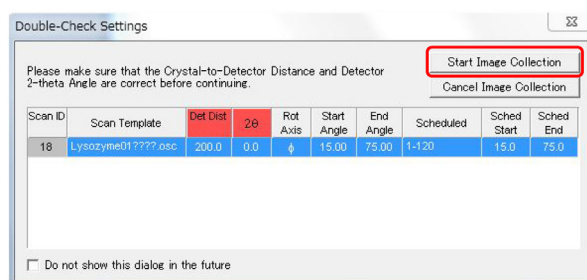 Double-Check Settings
Please make sure that the Crystal-to-Detector Distance and Detector
2-theta Angle are correct before continuing.
Start Image Collection
Cancel Image Collection
Scan ID Scan Template Det Dist 2θ Rot Axis Start Angle End Angle Scheduled Sched Start Sched End
18 Lysozyme01????.osc 200.0 0.0 ϕ 15.00 75.00 1-120 15.0 75.0
Do not show this dialog in the future